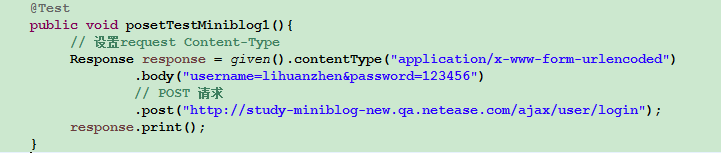 @Test
public void posetTestMiniblog1(){
// 设置request Content-Type
Response response = given().contentType("application/x-www-form-urlencoded")
.body("username=lihuanzhen&password=123456")
// POST 请求
.post("http://study-miniblog-new.qa.netease.com/ajax/user/login");
response.print();
}